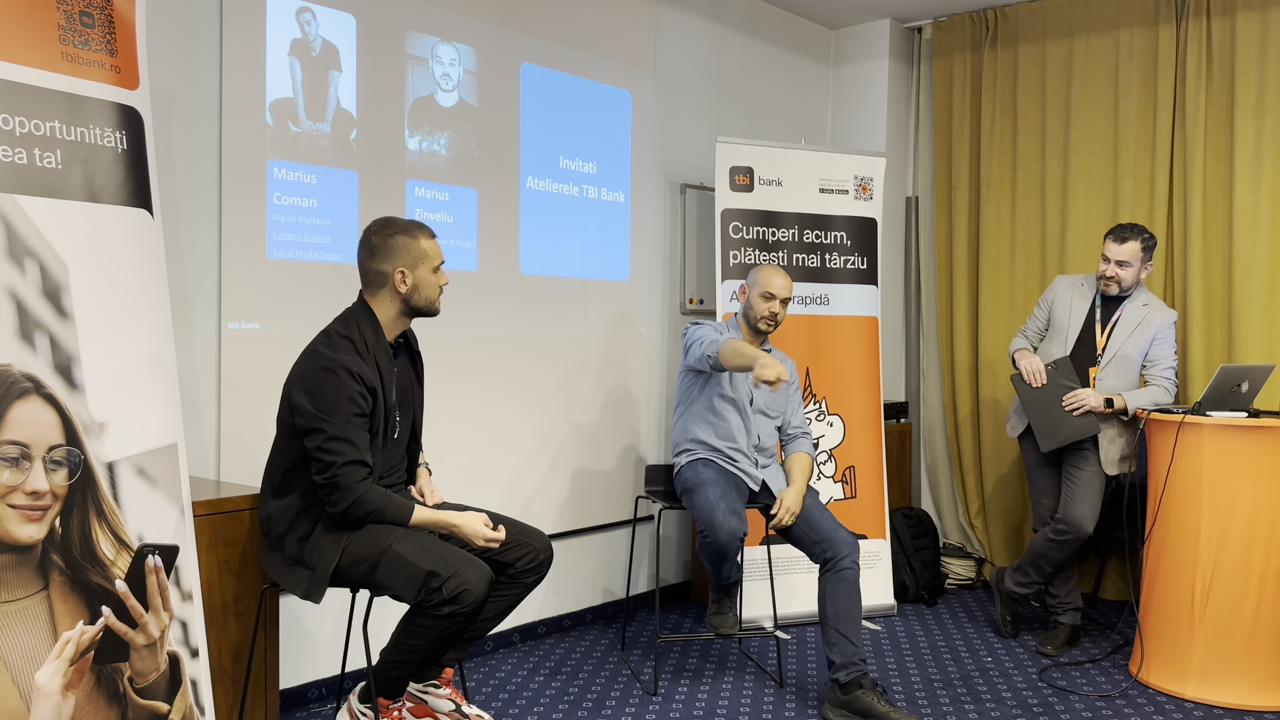 tbi
tbibank.ro
oportunități
ea ta!
Marius
Coman
Digital Marketer
Content Creator
Social Media Expert
Marius
Zinveliu
Invitati
Atelierele TBI Bank
tbi bank
tbi bank
Cumperi acum,
plătești mai târziu
A
rapidă